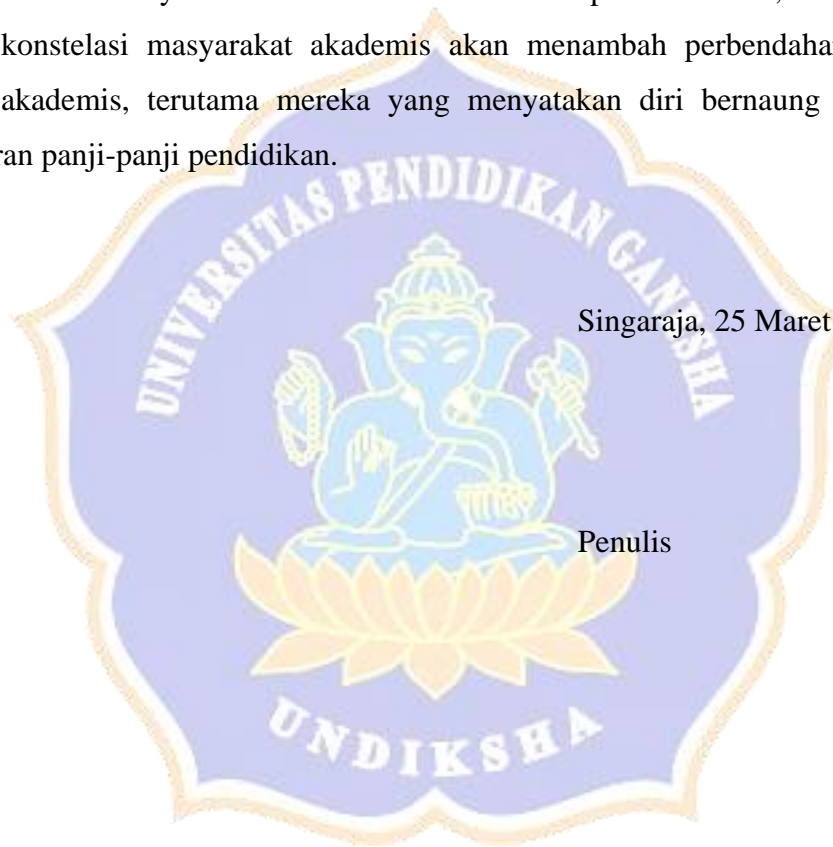 konstelasi masyarakat akademis akan menambah perbendahar
akademis, terutama mereka yang menyatakan diri bernaung
ran panji-panji pendidikan.
UNIVERSITAS PENDIDIKAN GANESHA
Singaraja, 25 Maret
Penulis
UNDIKSHA